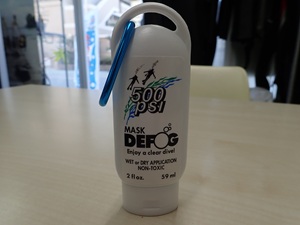 500
psi
MASK
DEFOG
Enjoy a clear dive!
WET OR DRY APPLICATION
NON-TOXIC
2 fl oz. 59 ml